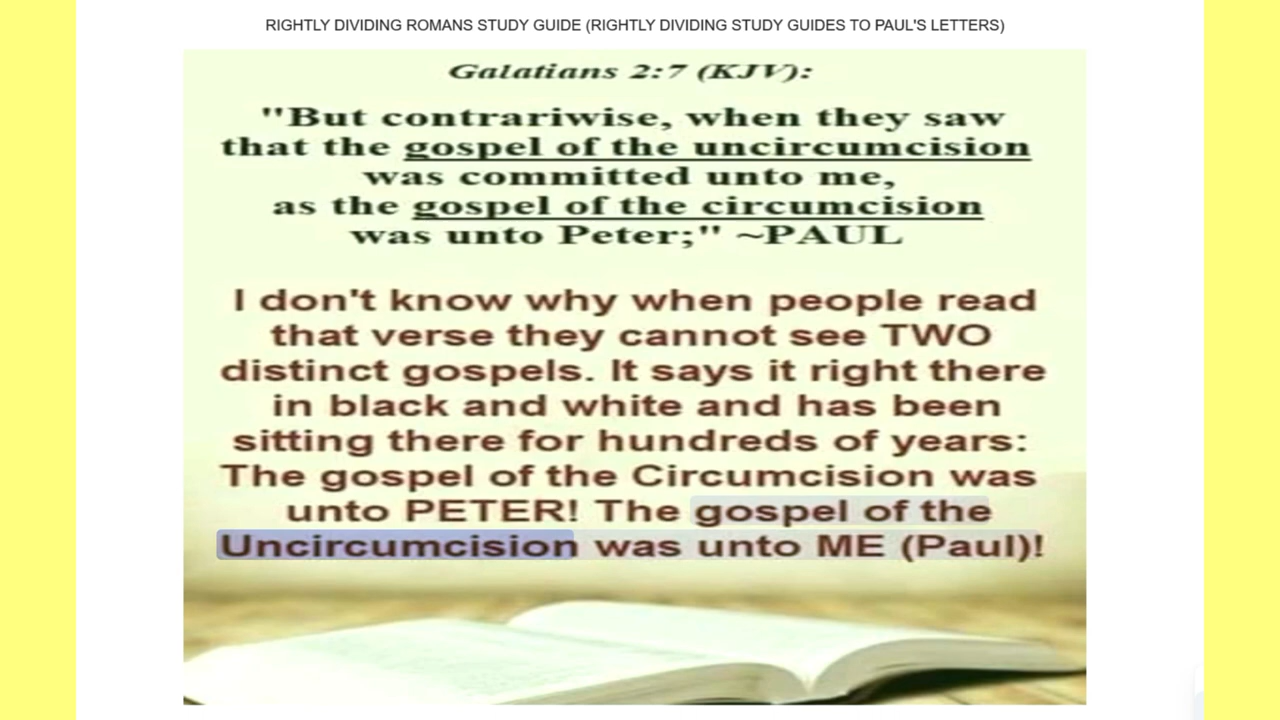 RIGHTLY DIVIDING ROMANS STUDY GUIDE (RIGHTLY DIVIDING STUDY GUIDES TO PAUL'S LETTERS)
Galatians 2:7 (KJV):
"But contrariwise, when they saw
that the gospel of the uncircumcision
was committed unto me,
as the gospel of the circumcision
was unto Peter;" ~PAUL
I don't know why when people read
that verse they cannot see TWO
distinct gospels. It says it right there
in black and white and has been
sitting there for hundreds of years:
The gospel of the Circumcision was
unto PETER! The gospel of the
Uncircumcision was unto ME (Paul)!